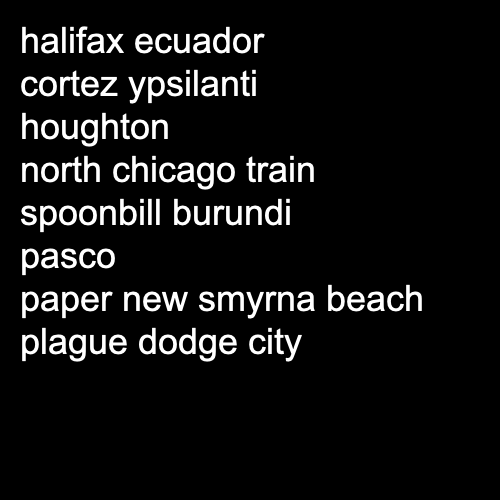 halifax ecuador
cortez ypsilanti
houghton
north chicago train
spoonbill burundi
pasco
paper new smyrna beach
plague dodge city